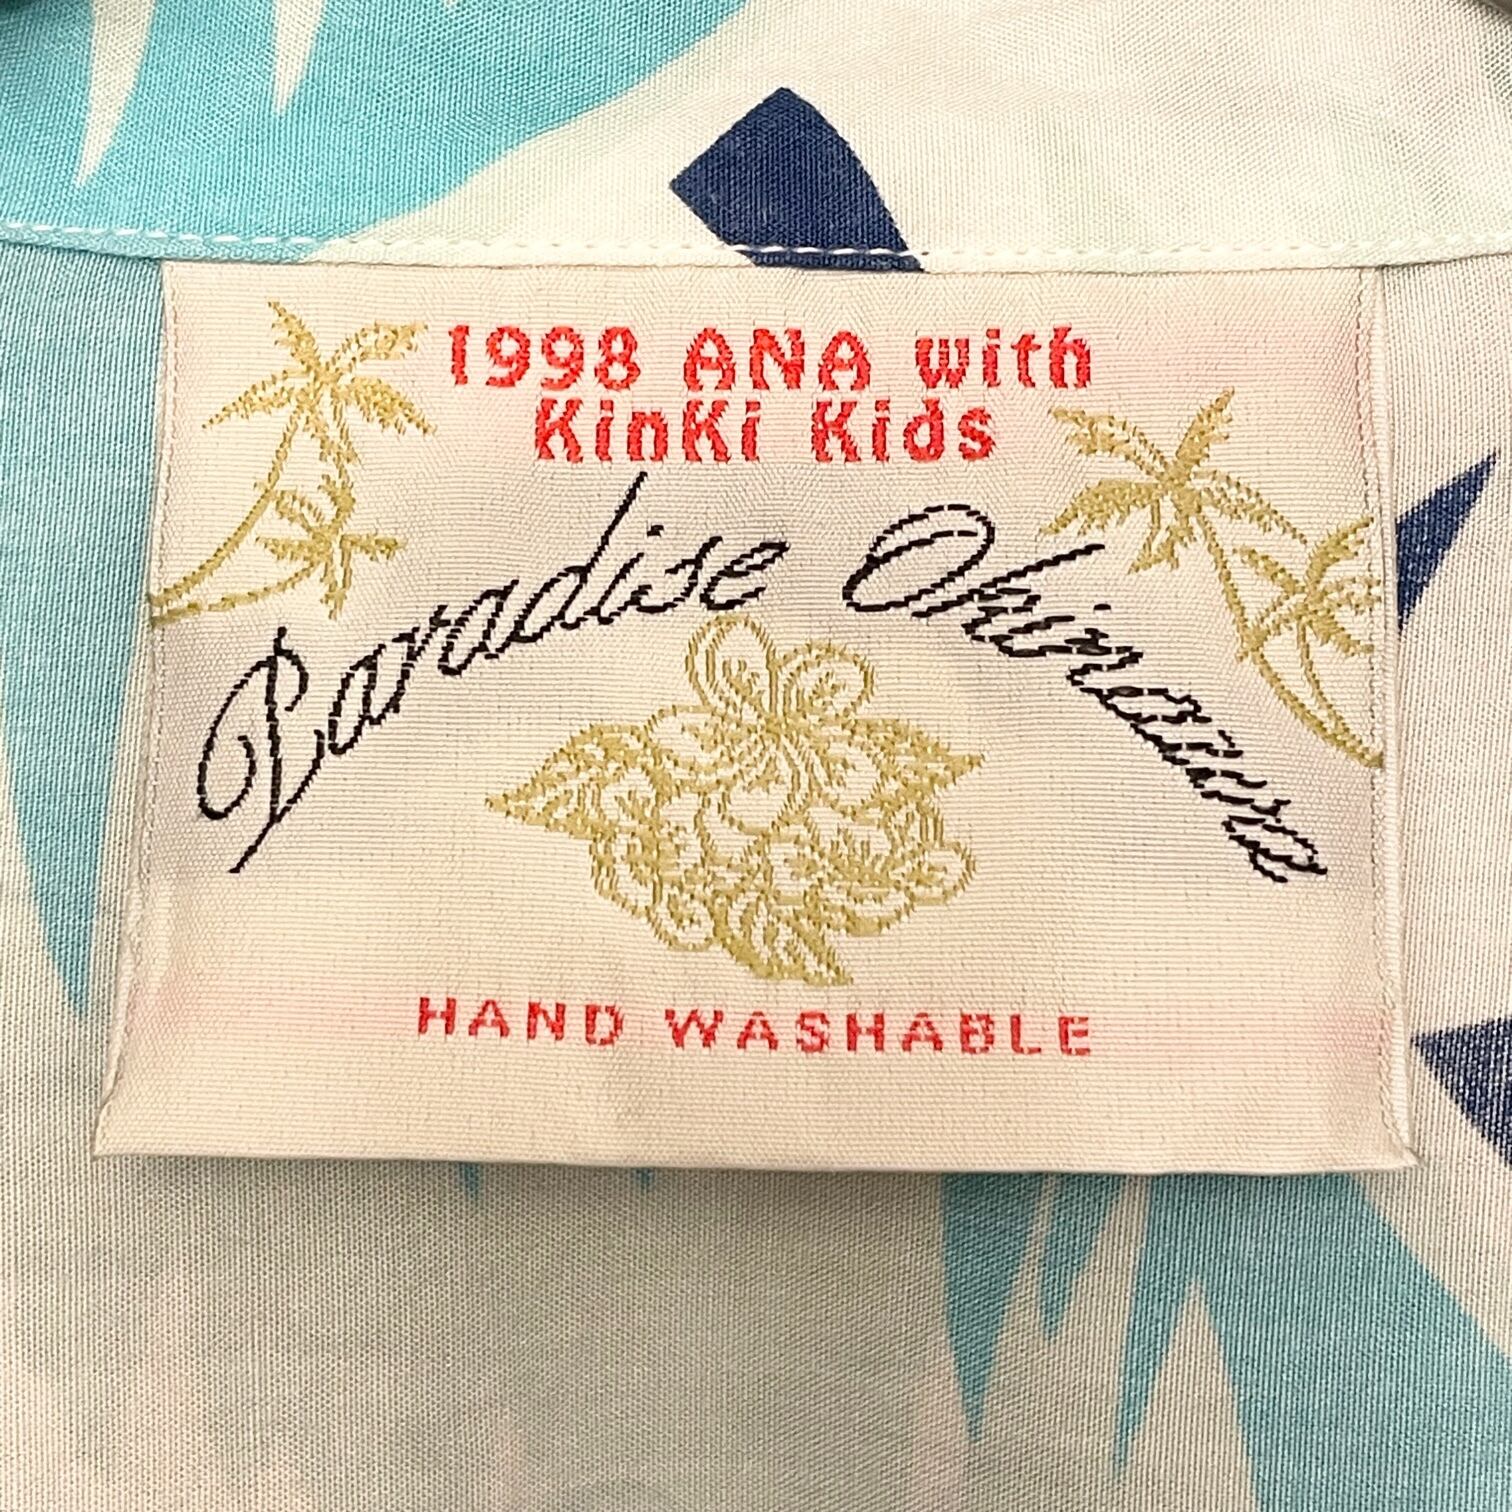 1998 ANA with
KinKi Kids
Paradise Okinawa
HAND WASHABLE